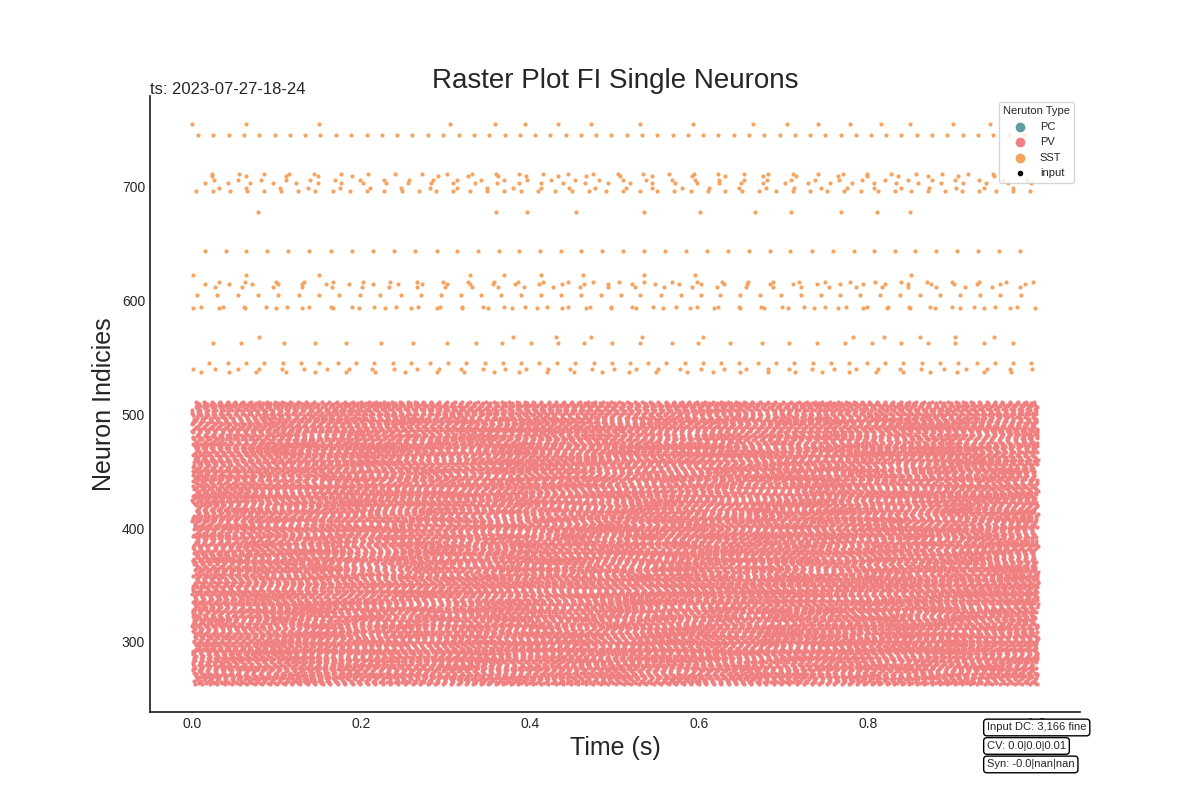 Raster Plot FI Single Neurons
ts: 2023-07-27-18-24
Neruton Type
PC
PV
SST
input
700
600
500
400
300
Neuron Indicies
0.0 0.2 0.4 0.6 0.8
Time (s)
Input DC: 3,166 fine
CV: 0.0|0.0|0.01
Syn: -0.0|nan|nan